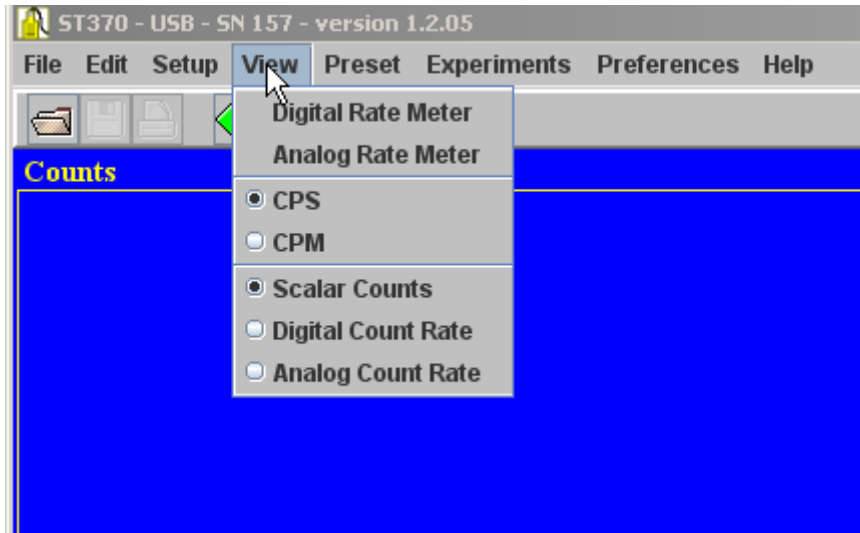 ST370 - USB - SN 157 - version 1.2.05
File Edit Setup View Preset Experiments Preferences Help
Digital Rate Meter
Analog Rate Meter
Counts
CPS
CPM
Scalar Counts
Digital Count Rate
Analog Count Rate